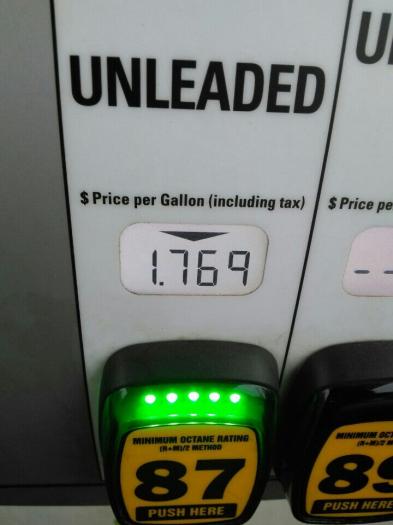 UNLEADED
$ Price per Gallon (including tax)
1.769
MINIMUM OCTANE RATING
(R+M)/2 METHOD
87
PUSH HERE
U
$ Price pe
--
MINIMUM OCT
(R+M)/2 M
89
PUSH HERE